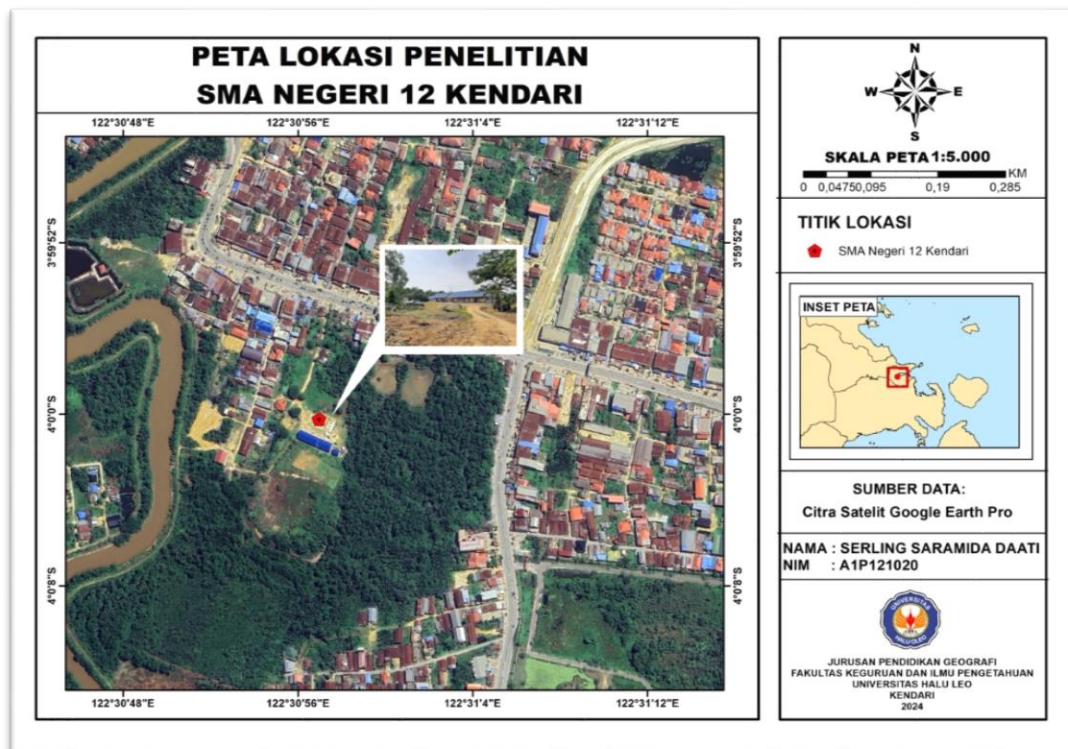 PETA LOKASI PENELITIAN
SMA NEGERI 12 KENDARI
122°30'48"E 122°30'56"E 122°31'4"E 122°31'12"E
3°59'52"S 3°59'52"S
4°0'0"S 4°0'0"S
4°0'8"S 4°0'8"S
122°30'48"E 122°30'56"E 122°31'4"E 122°31'12"E
N
W E
S
SKALA PETA 1:5.000
KM
0 0,0475 0,095 0,19 0,285
TITIK LOKASI
SMA Negeri 12 Kendari
INSET PETA
SUMBER DATA:
Citra Satelit Google Earth Pro
NAMA : SERLING SARAMIDA DAATI
NIM : A1P121020
UNIVERSITAS
HALU OLEO
JURUSAN PENDIDIKAN GEOGRAFI
FAKULTAS KEGURUAN DAN ILMU PENGETAHUAN
UNIVERSITAS HALU LEO
KENDARI
2024